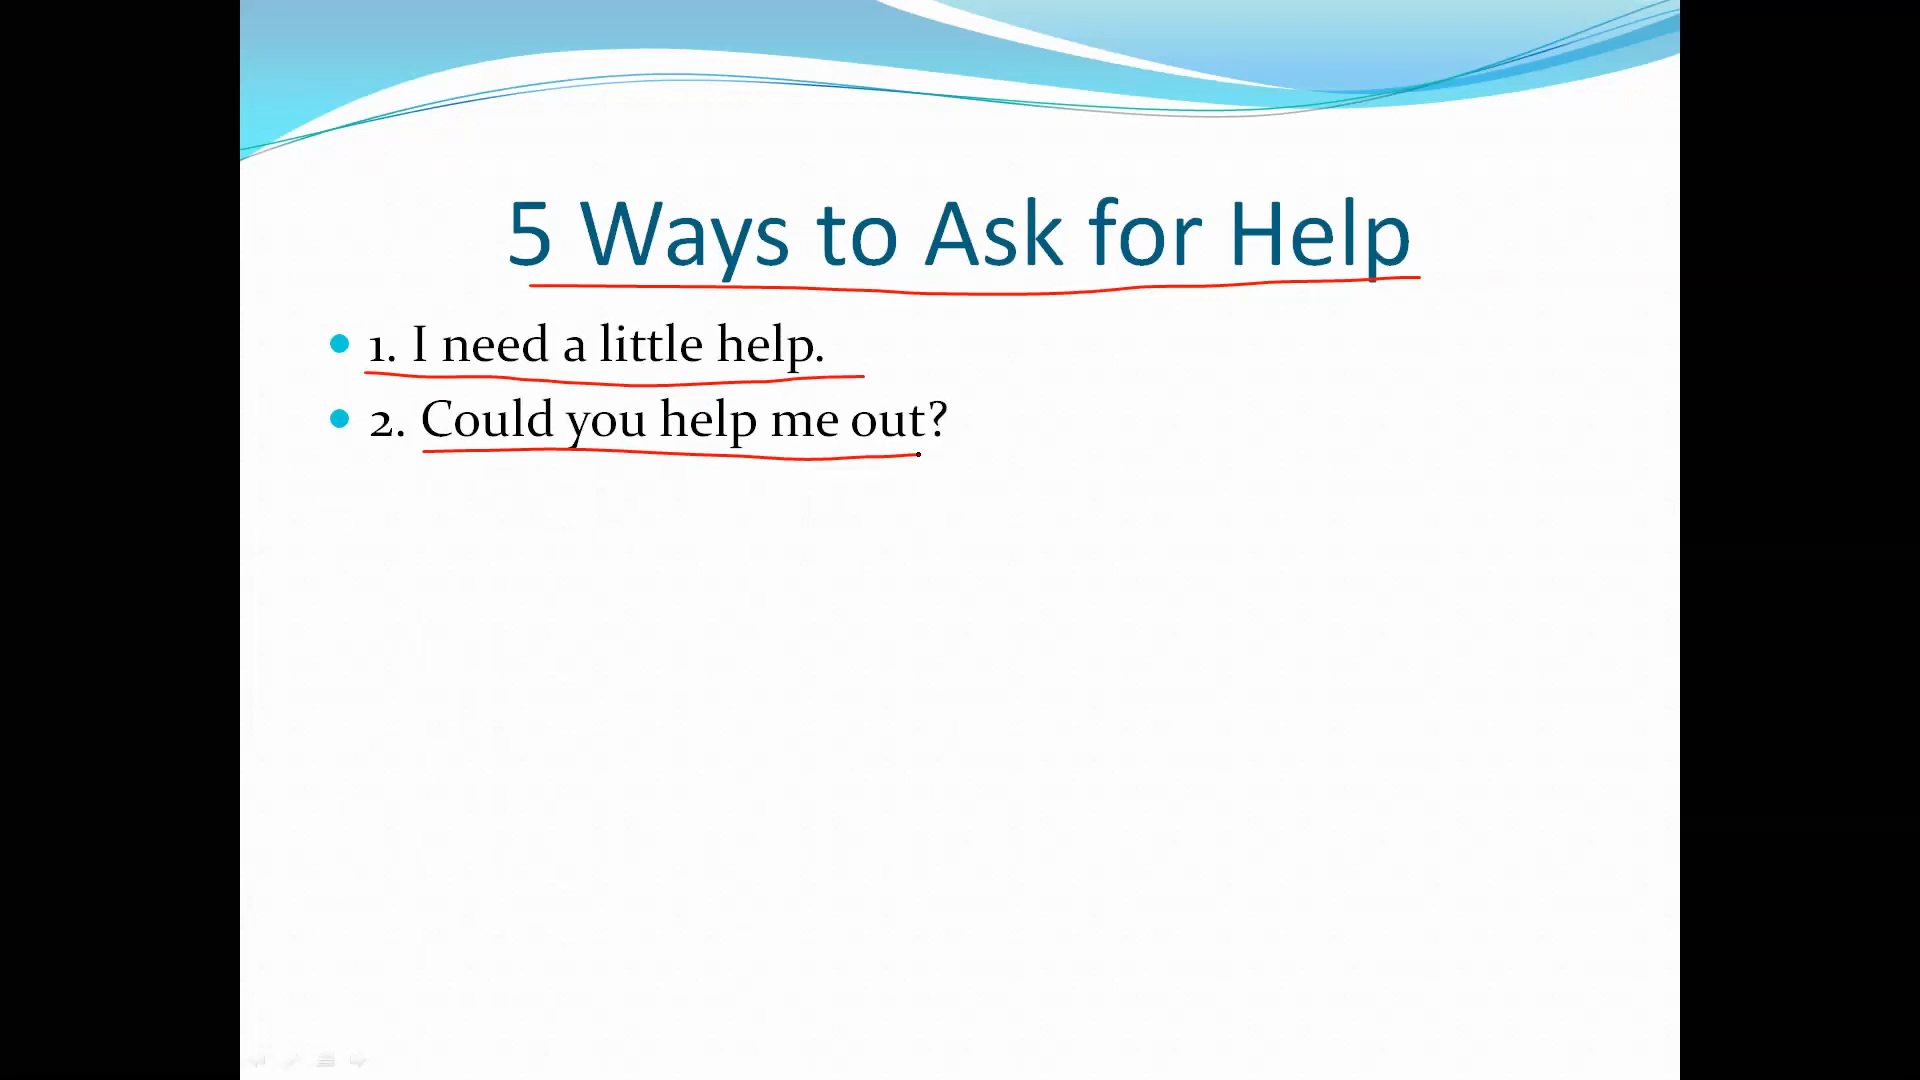 5 Ways to Ask for Help
1. I need a little help.
2. Could you help me out?